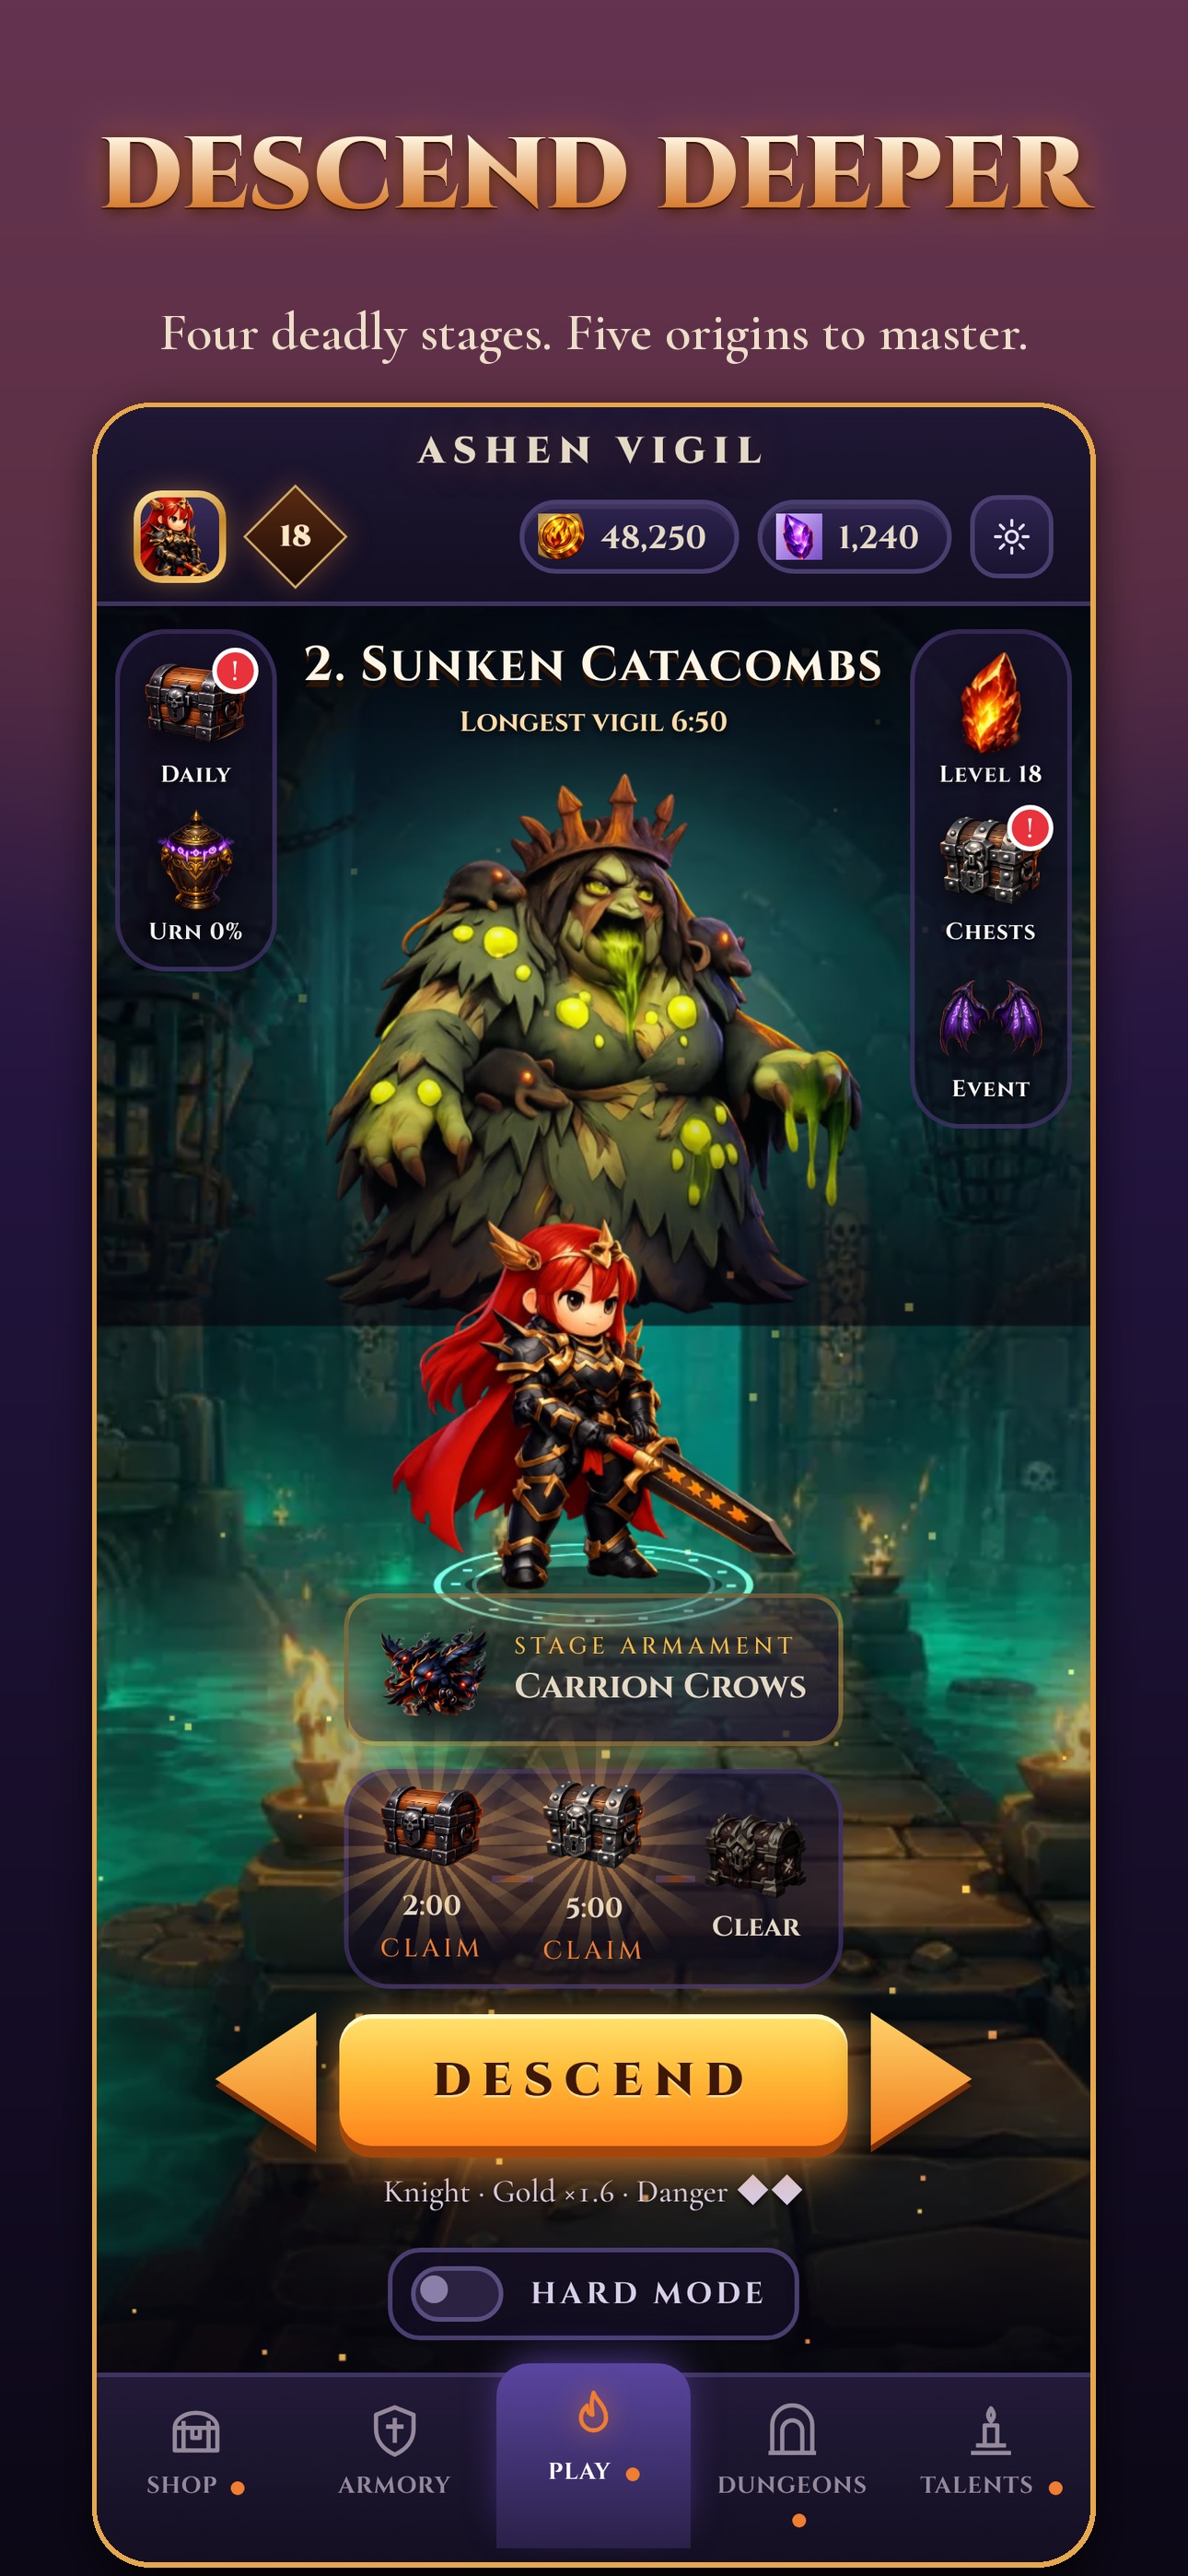 DESCEND DEEPER
Four deadly stages. Five origins to master.
ASHEN VIGIL
18
48,250
1,240
2. Sunken Catacombs
Longest vigil 6:50
!
Daily
Urn 0%
Level 18
!
Chests
Event
STAGE ARMAMENT
Carrion Crows
2:00
CLAIM
5:00
CLAIM
Clear
DESCEND
Knight · Gold ×1.6 · Danger ◆◆
HARD MODE
SHOP
ARMORY
PLAY
DUNGEONS
TALENTS